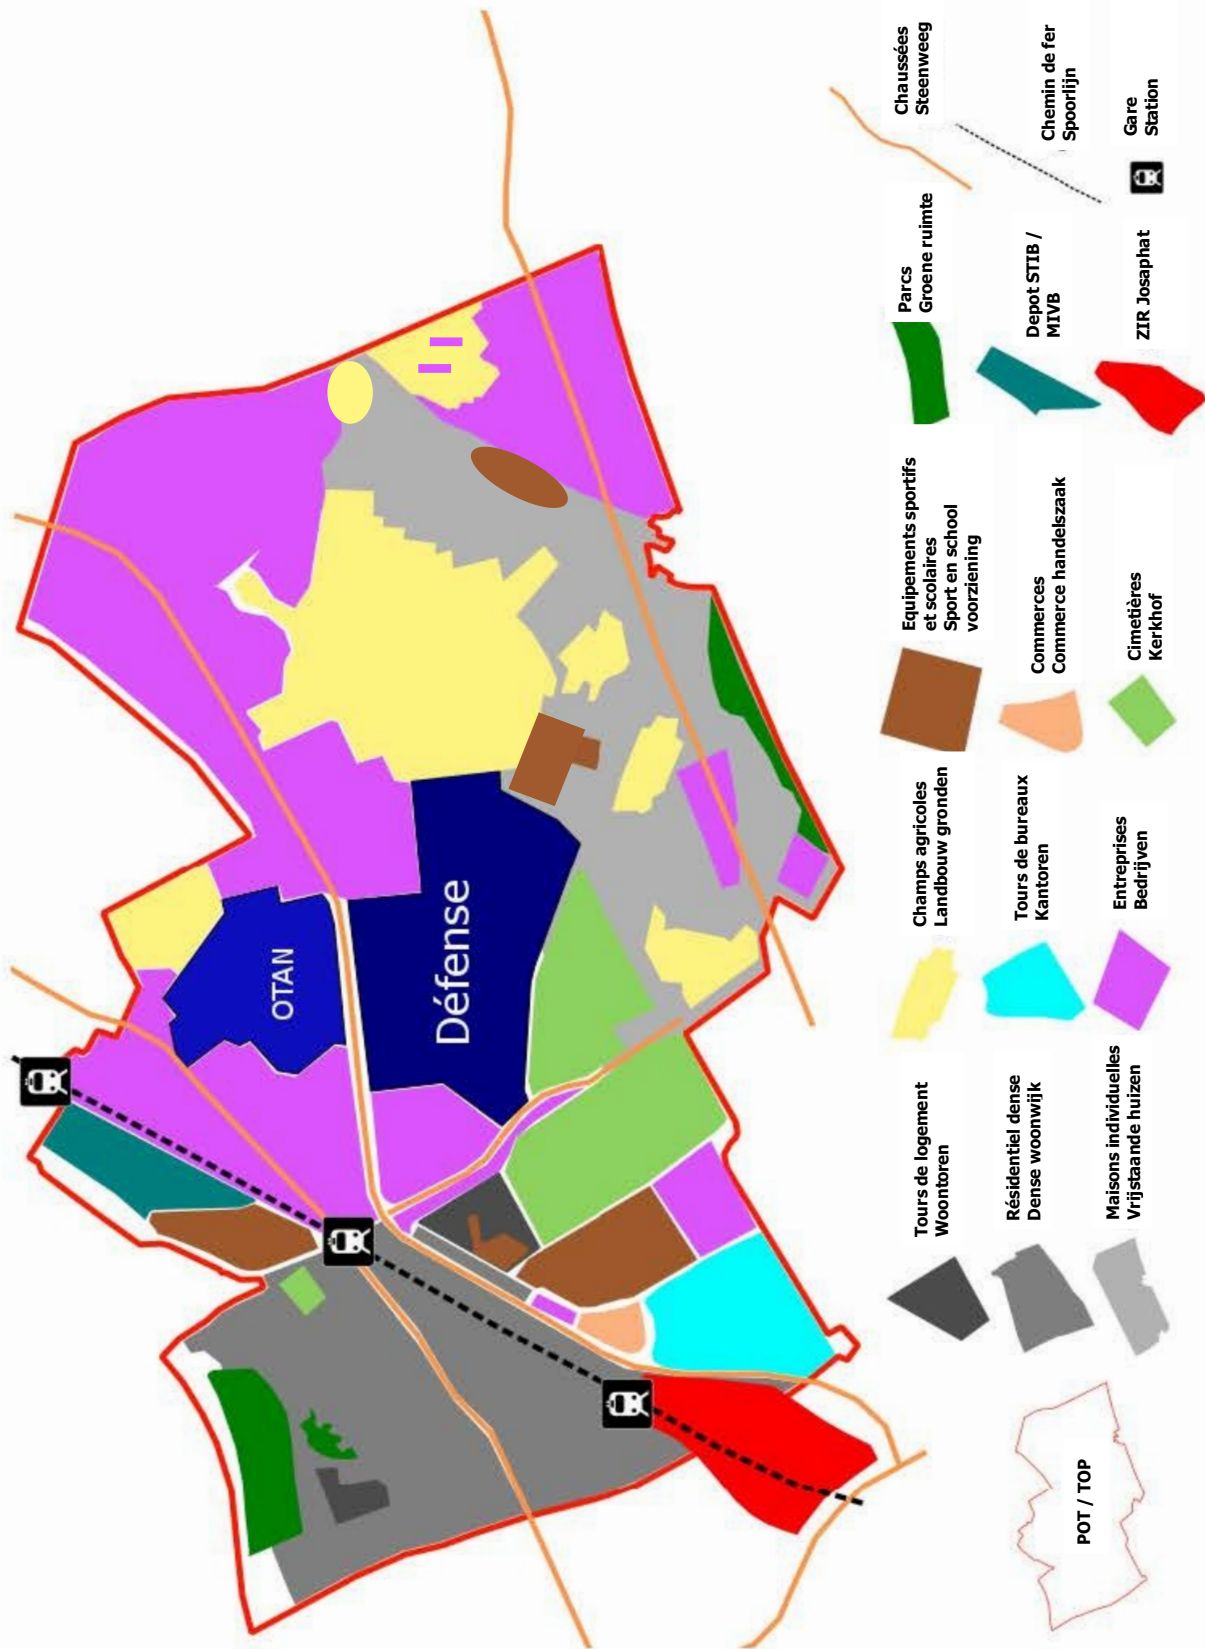 OTAN
Défense
POT / TOP
Tours de logement
Woontoren
Résidentiel dense
Dense woonwijk
Maisons individuelles
Vrijstaande huizen
Champs agricoles
Landbouw gronden
Tours de bureaux
Kantoren
Entreprises
Bedrijven
Equipements sportifs
et scolaires
Sport en school
voorziening
Commerces
Commerce handelszaak
Cimetières
Kerkhof
Parcs
Groene ruimte
Depot STIB /
MIVB
ZIR Josaphat
Chaussées
Steenweeg
Chemin de fer
Spoorlijn
Gare
Station